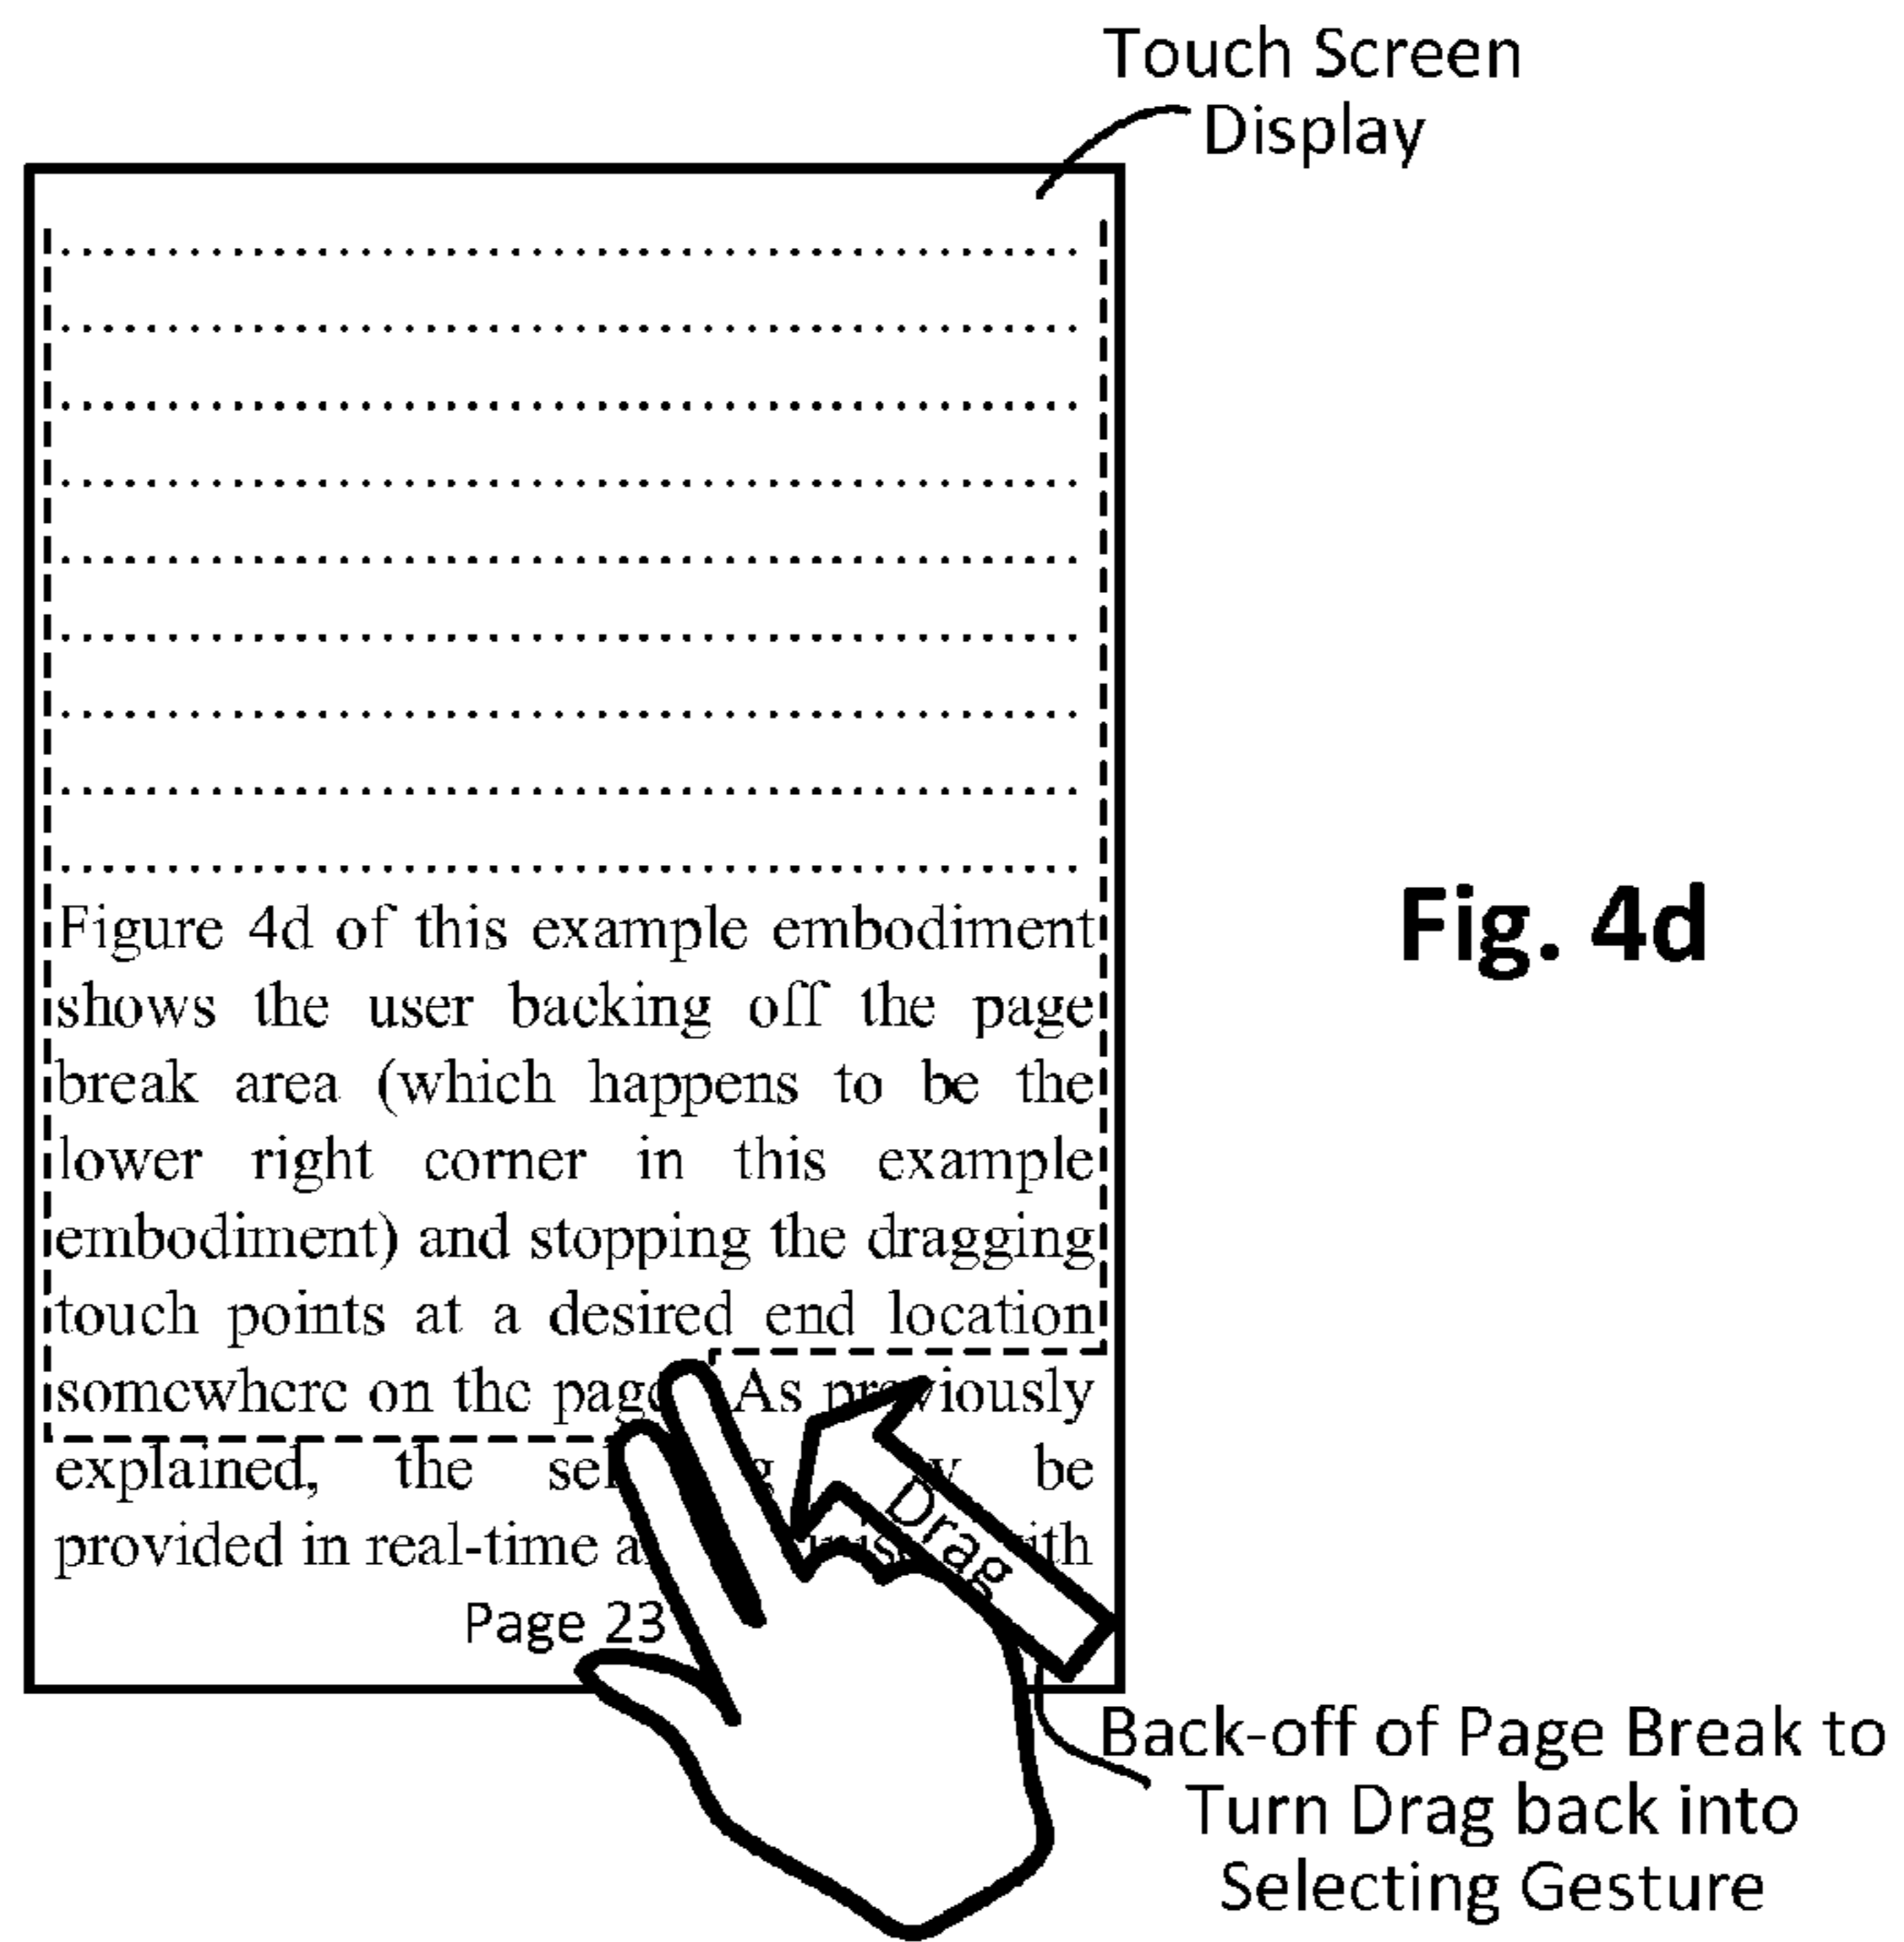 Touch Screen
Display
Figure 4d of this example embodiment
shows the user backing off the page
break area (which happens to be the
lower right corner in this example
embodiment) and stopping the dragging
touch points at a desired end location
somewhere on the page As previously
explained, the be
provided in real-time
Drag
Page 23
Fig. 4d
Back-off of Page Break to
Turn Drag back into
Selecting Gesture